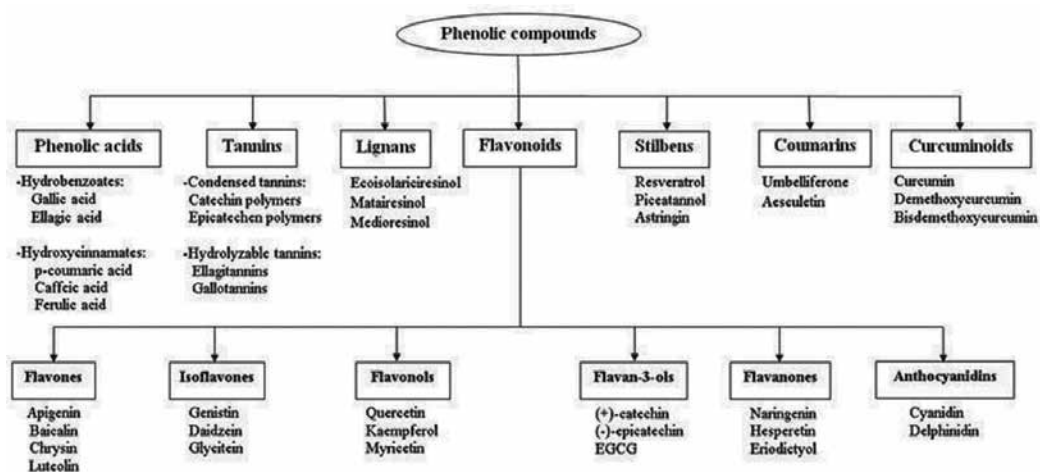 Phenolic compounds
Phenolic acids
-Hydrobenzoates:
Gallic acid
Ellagic acid
-Hydroxycinnamates:
p-coumaric acid
Caffeic acid
Ferulic acid
Tannins
-Condensed tannins:
Catechin polymers
Epicatechen polymers
-Hydrolyzable tannins:
Ellagitannins
Gallotannins
Lignans
Ecoisolariciresinol
Matairesinol
Medioresinol
Flavonoids
Stilbens
Resveratrol
Piceatannol
Astringin
Coumarins
Umbelliferone
Aesculetin
Curcuminoids
Curcumin
Demethoxycurcumin
Bisdemethoxycurcumin
Flavones
Apigenin
Baicalin
Chrysin
Luteolin
Isoflavones
Genistin
Daidzein
Glycitein
Flavonols
Quercetin
Kaempferol
Myricetin
Flavan-3-ols
(+)-catechin
(-)-epicatechin
EGCG
Flavanones
Naringenin
Hesperetin
Eriodictyol
Anthocyanidins
Cyanidin
Delphinidin